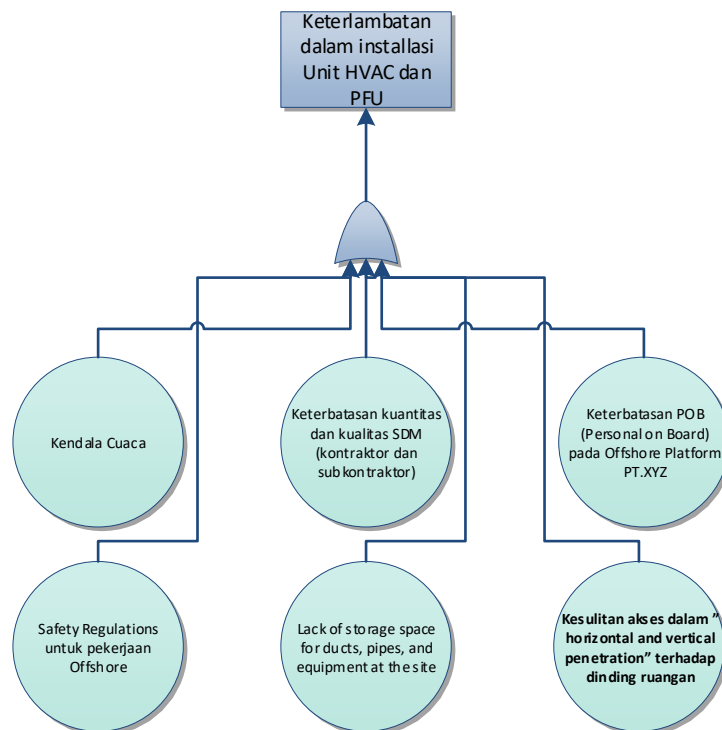 Keterlambatan
dalam installasi
Unit HVAC dan
PFU
Kendala Cuaca
Keterbatasan kuantitas
dan kualitas SDM
(kontraktor dan
subkontraktor)
Keterbatasan POB
(Personal on Board)
pada Offshore Platform
PT.XYZ
Safety Regulations
untuk pekerjaan
Offshore
Lack of storage space
for ducts, pipes, and
equipment at the site
Kesulitan akses dalam ”
horizontal and vertical
penetration” terhadap
dinding ruangan